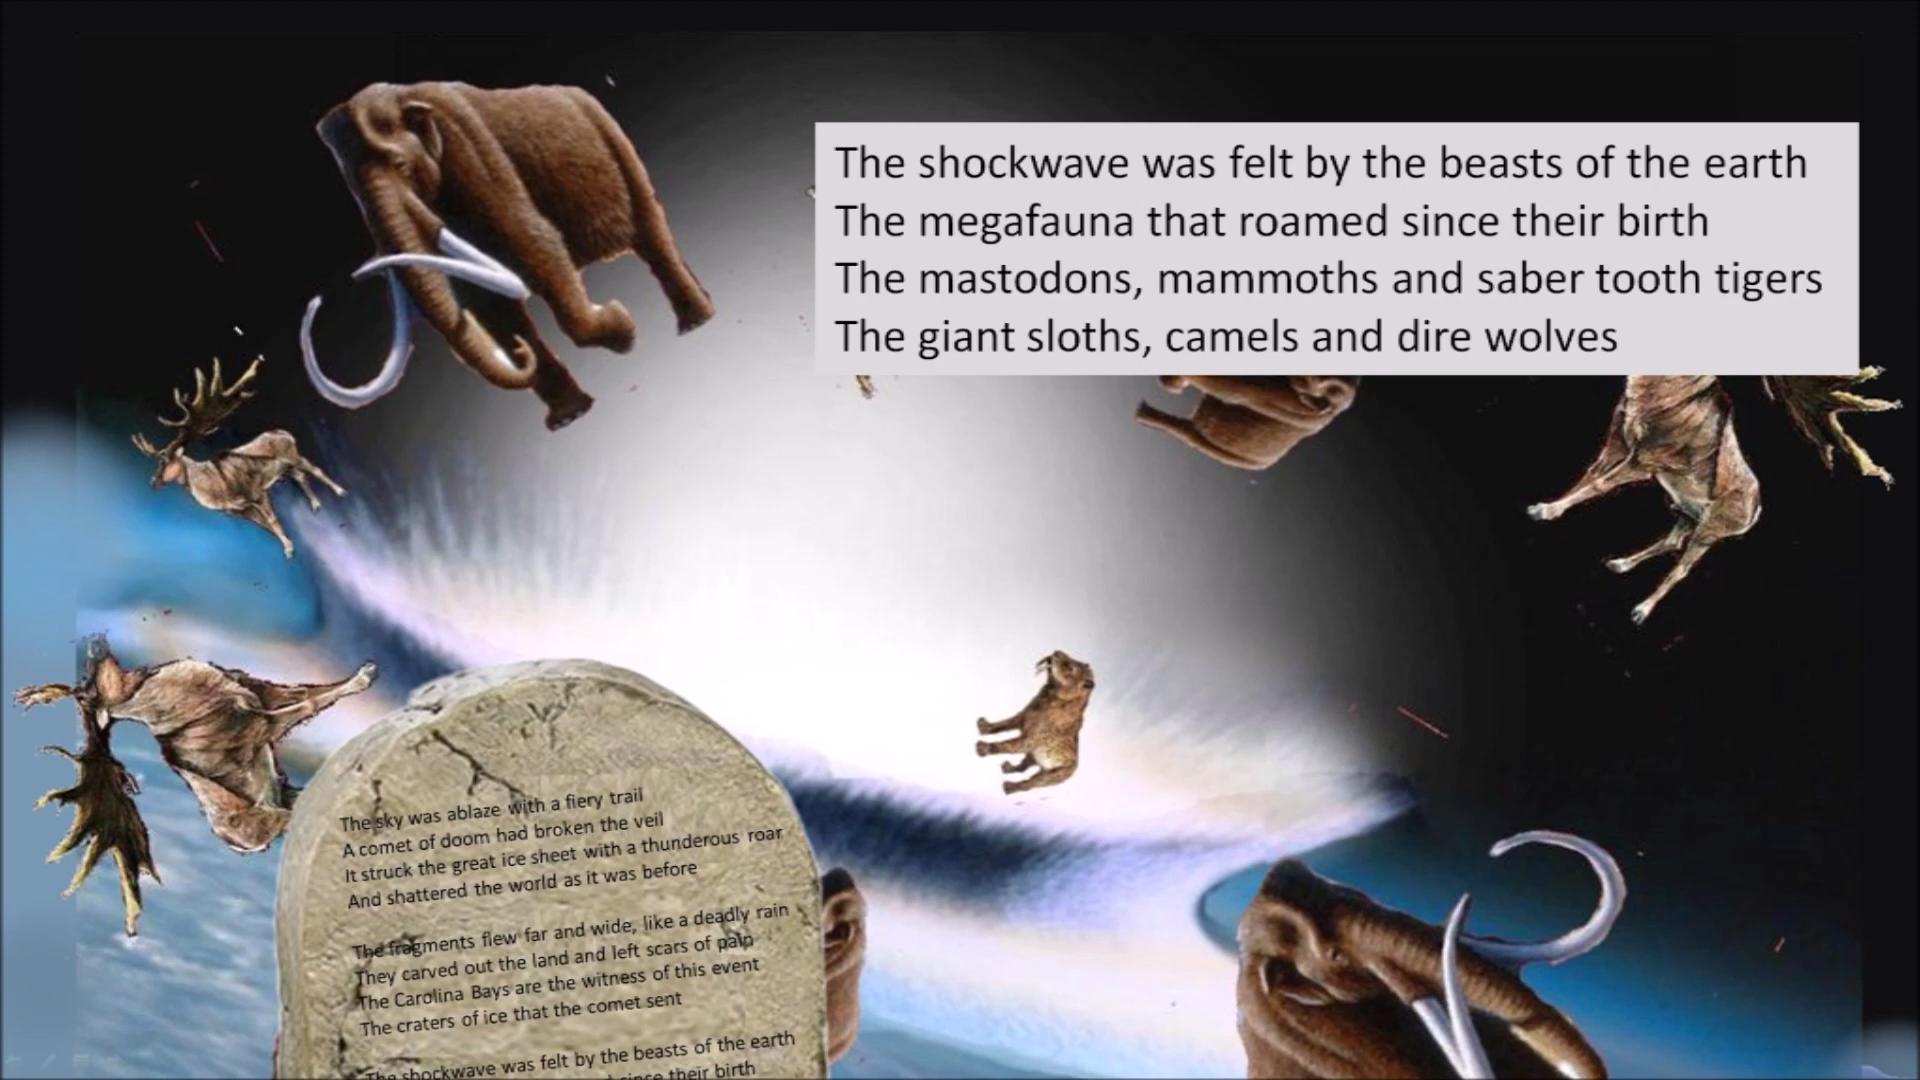 The shockwave was felt by the beasts of the earth
The megafauna that roamed since their birth
The mastodons, mammoths and saber tooth tigers
The giant sloths, camels and dire wolves
The sky was ablaze with a fiery trail
A comet of doom had broken the veil
It struck the great ice sheet with a thunderous roar
And shattered the world as it was before
The fragments flew far and wide, like a deadly rain
They carved out the land and left scars of pain
The Carolina Bays are the witness of this event
The craters of ice that the comet sent
The shockwave was felt by the beasts of the earth
since their birth